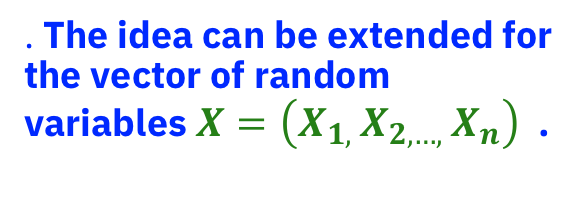 . The idea can be extended for
the vector of random
variables X = (X₁, X₂,…, Xₙ) .